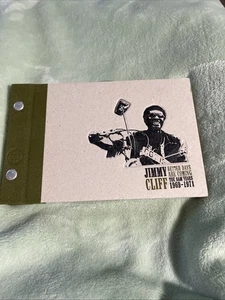 JIMMY
CLIFF
BETTER DAYS
ARE COMING
THE A&M YEARS
1969-1971